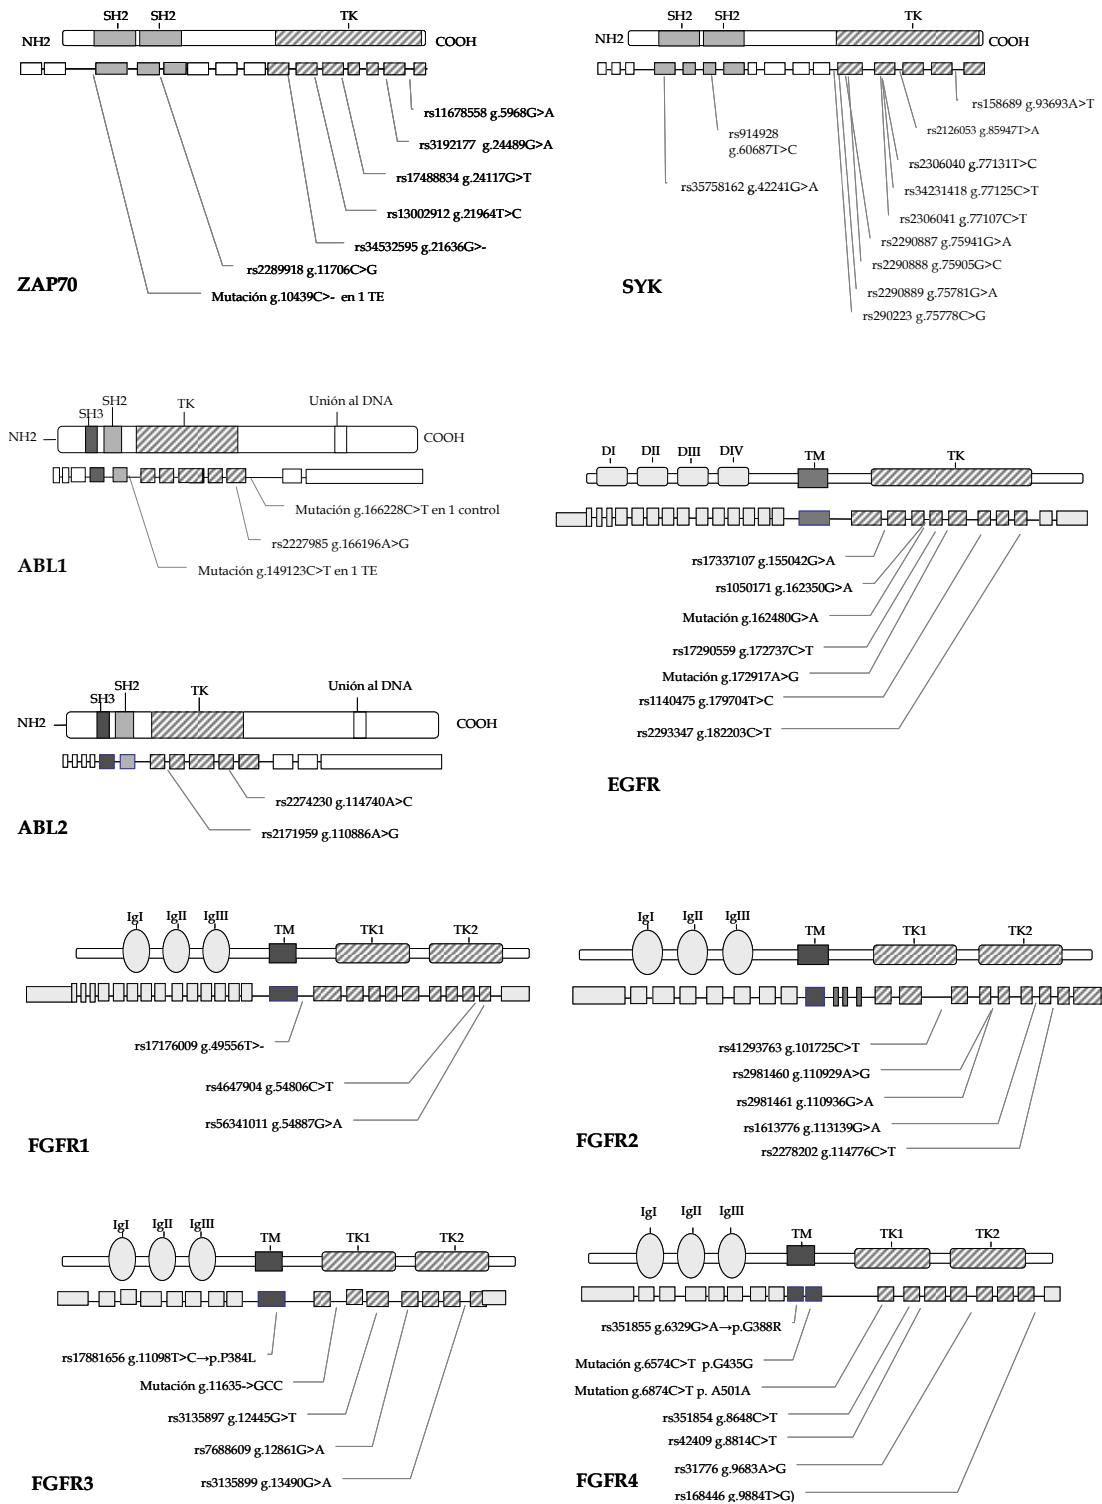 SH2 SH2 TK
NH2 COOH
rs11678558 g.5968G>A
rs3192177 g.24489G>A
rs17488834 g.24117G>T
rs13002912 g.21964T>C
rs34532595 g.21636G>-
rs2289918 g.11706C>G
Mutación g.10439C>- en 1 TE
ZAP70
SH2 SH2 TK
NH2 COOH
rs158689 g.93693A>T
rs2126053 g.85947T>A
rs914928
g.60687T>C
rs2306040 g.77131T>C
rs35758162 g.42241G>A
rs34231418 g.77125C>T
rs2306041 g.77107C>T
rs2290887 g.75941G>A
rs2290888 g.75905G>C
rs2290889 g.75781G>A
rs290223 g.75778C>G
SYK
SH3 SH2 TK Unión al DNA
NH2 COOH
Mutación g.166228C>T en 1 control
rs2227985 g.166196A>G
Mutación g.149123C>T en 1 TE
ABL1
DI DII DIII DIV TM TK
rs17337107 g.155042G>A
rs1050171 g.162350G>A
Mutación g.162480G>A
rs17290559 g.172737C>T
Mutación g.172917A>G
rs1140475 g.179704T>C
rs2293347 g.182203C>T
EGFR
SH3 SH2 TK Unión al DNA
NH2 COOH
rs2274230 g.114740A>C
rs2171959 g.110886A>G
ABL2
IgI IgII IgIII TM TK1 TK2
rs17176009 g.49556T>-
rs4647904 g.54806C>T
rs56341011 g.54887G>A
FGFR1
IgI IgII IgIII TM TK1 TK2
rs41293763 g.101725C>T
rs2981460 g.110929A>G
rs2981461 g.110936G>A
rs1613776 g.113139G>A
rs2278202 g.114776C>T
FGFR2
IgI IgII IgIII TM TK1 TK2
rs17881656 g.11098T>C→p.P384L
Mutación g.11635->GCC
rs3135897 g.12445G>T
rs7688609 g.12861G>A
rs3135899 g.13490G>A
FGFR3
IgI IgII IgIII TM TK1 TK2
rs351855 g.6329G>A→p.G388R
Mutación g.6574C>T p.G435G
Mutation g.6874C>T p. A501A
rs351854 g.8648C>T
rs42409 g.8814C>T
rs31776 g.9683A>G
rs168446 g.9884T>G)
FGFR4